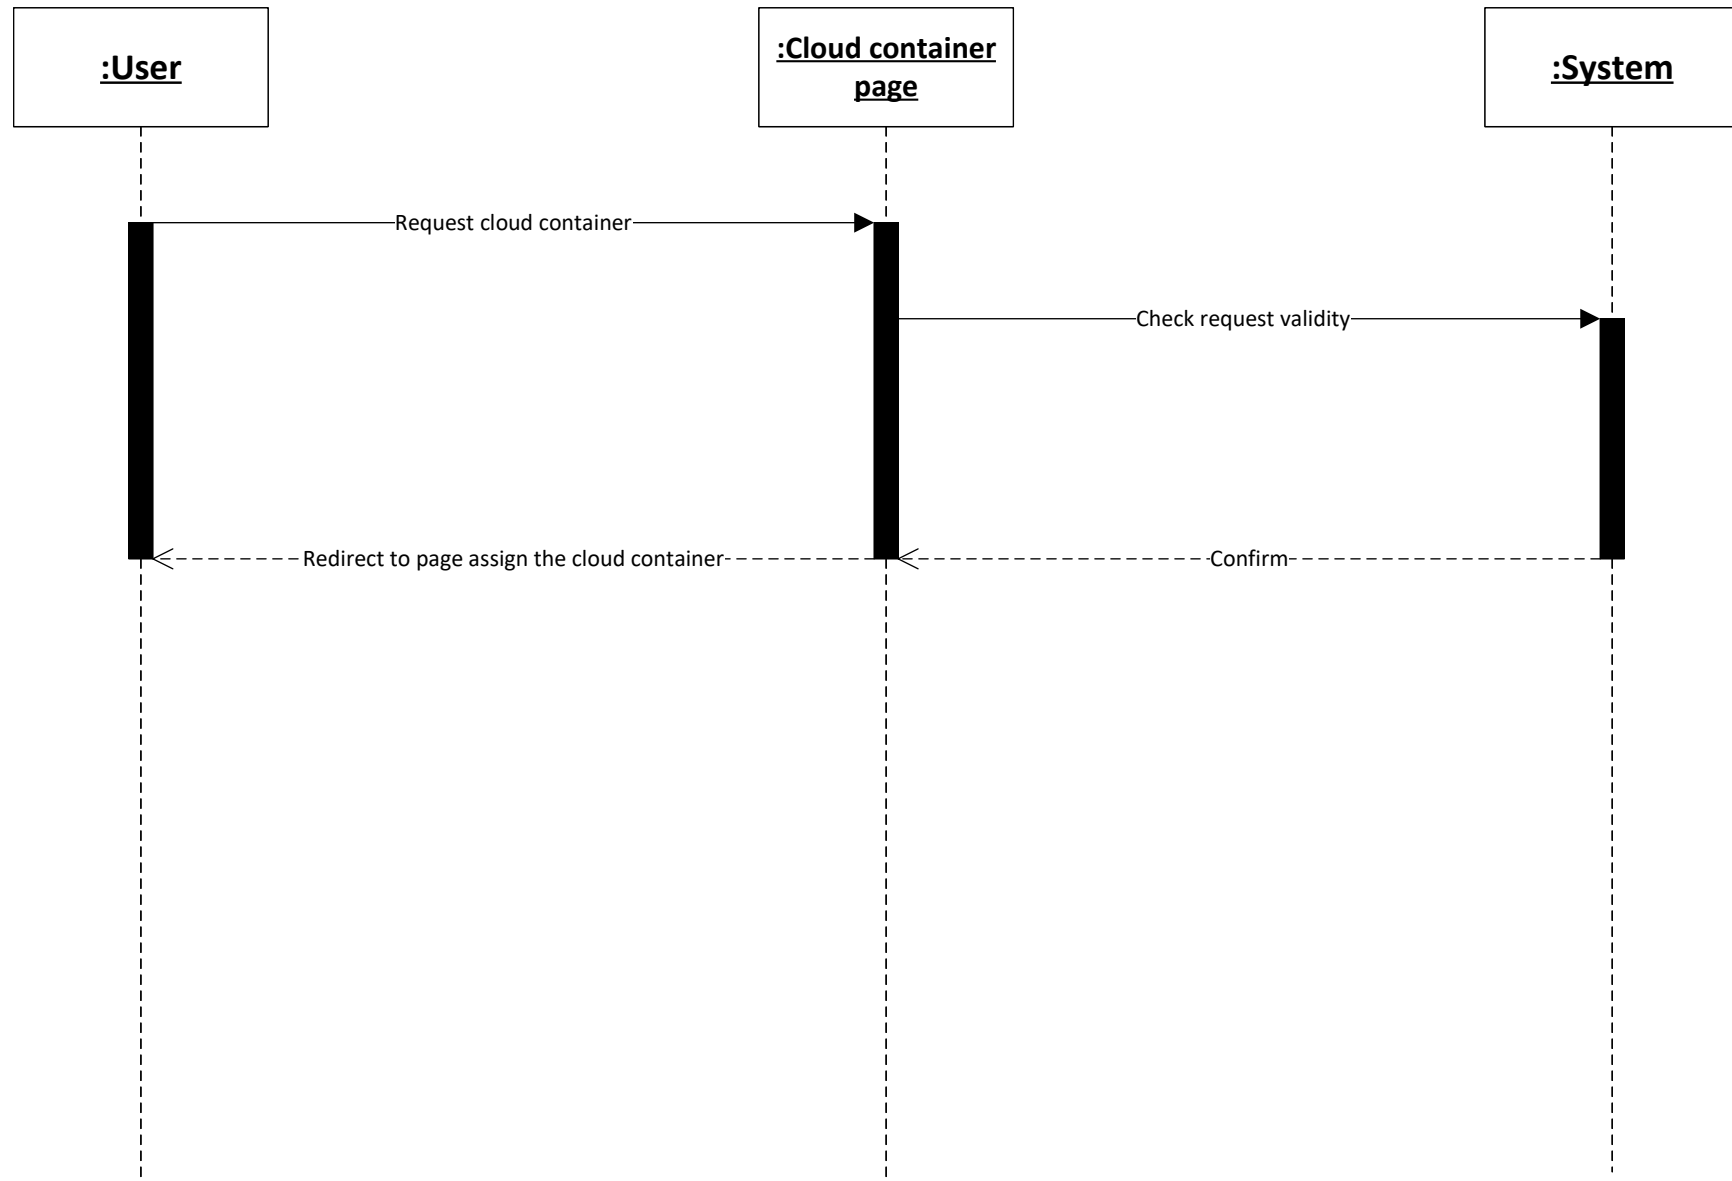 :User
:Cloud container
page
:System
Request cloud container
Check request validity
Redirect to page assign the cloud container
Confirm